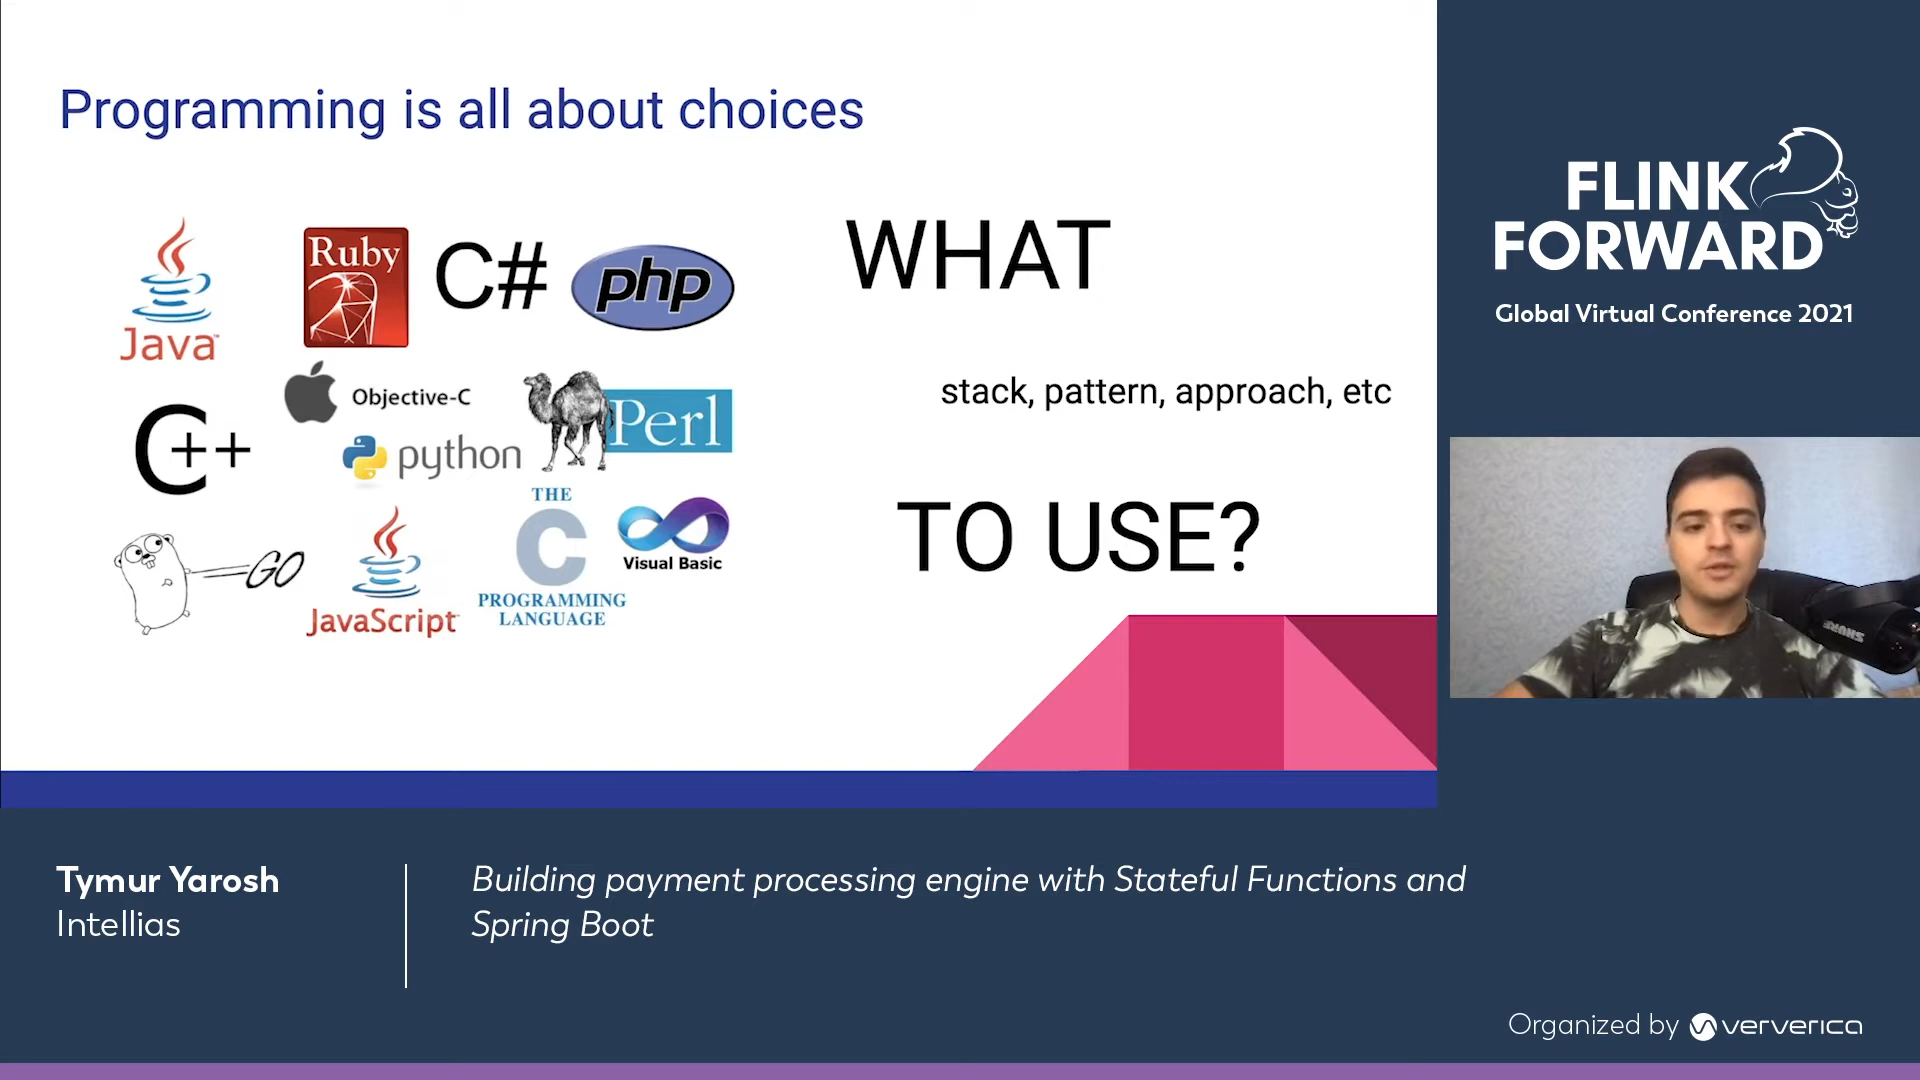 Programming is all about choices
Java™
Ruby
C#
php
WHAT
stack, pattern, approach, etc
TO USE?
C++
Objective-C
python
Perl
GO
JavaScript
THE
C
PROGRAMMING
LANGUAGE
Visual Basic
FLINK
FORWARD
Global Virtual Conference 2021
SHURE
Tymur Yarosh
Intellias
Building payment processing engine with Stateful Functions and
Spring Boot
Organized by ververica